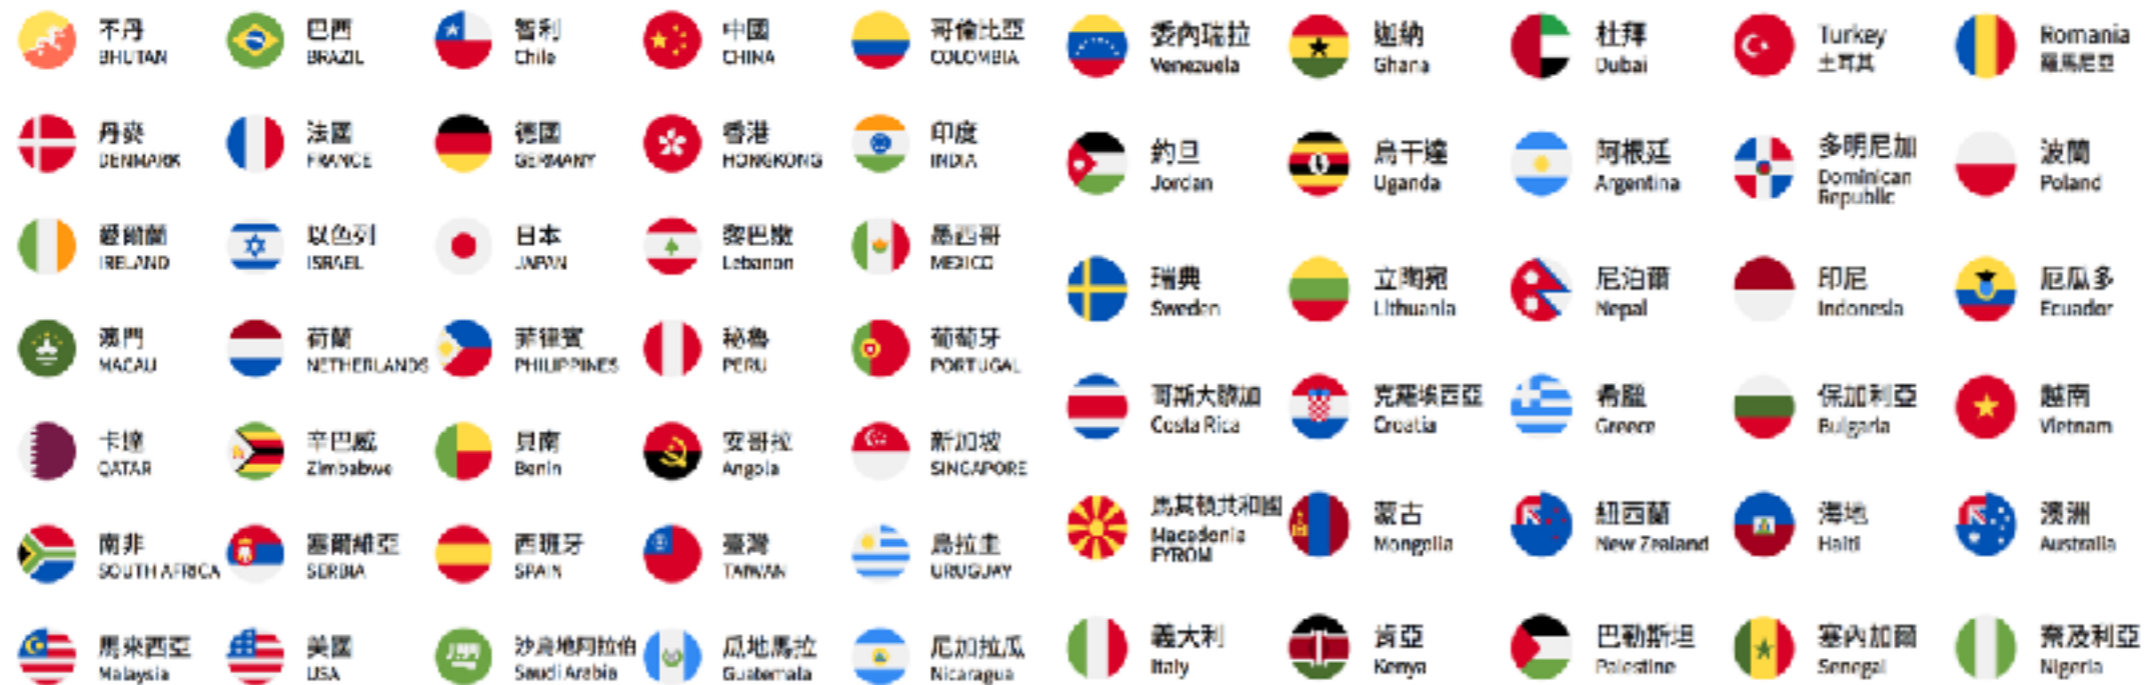 不丹
BHUTAN
巴西
BRAZIL
智利
Chile
中國
CHINA
哥倫比亞
COLOMBIA
丹麥
DENMARK
法國
FRANCE
德國
GERMANY
香港
HONGKONG
印度
INDIA
愛爾蘭
IRELAND
以色列
ISRAEL
日本
JAPAN
黎巴嫩
Lebanon
墨西哥
MEXICO
澳門
MACAU
荷蘭
NETHERLANDS
菲律賓
PHILIPPINES
秘魯
PERU
葡萄牙
PORTUGAL
卡達
QATAR
辛巴威
Zimbabwe
貝南
Benin
安哥拉
Angola
新加坡
SINGAPORE
南非
SOUTH AFRICA
塞爾維亞
SERBIA
西班牙
SPAIN
臺灣
TAIWAN
烏拉圭
URUGUAY
馬來西亞
Malaysia
美國
USA
沙烏地阿拉伯
Saudi Arabia
瓜地馬拉
Guatemala
尼加拉瓜
Nicaragua
委內瑞拉
Venezuela
迦納
Ghana
杜拜
Dubai
Turkey
土耳其
Romania
羅馬尼亞
約旦
Jordan
烏干達
Uganda
阿根廷
Argentina
多明尼加
Dominican
Republic
波蘭
Poland
瑞典
Sweden
立陶宛
Lithuania
尼泊爾
Nepal
印尼
Indonesia
厄瓜多
Ecuador
哥斯大黎加
Costa Rica
克羅埃西亞
Croatia
希臘
Greece
保加利亞
Bulgaria
越南
Vietnam
馬其頓共和國
Macedonia
FYROM
蒙古
Mongolia
紐西蘭
New Zealand
海地
Haiti
澳洲
Australia
義大利
Italy
肯亞
Kenya
巴勒斯坦
Palestine
塞內加爾
Senegal
奈及利亞
Nigeria